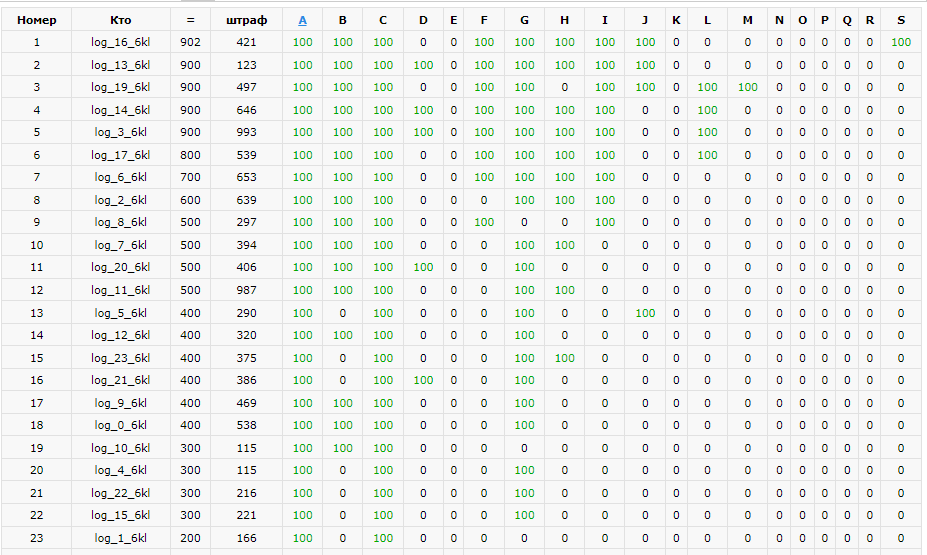 Номер Кто = штраф A B C D E F G H I J K L M N O P Q R S
1 log_16_6kl 902 421 100 100 100 0 0 100 100 100 100 100 0 0 0 0 0 0 0 0 100
2 log_13_6kl 900 123 100 100 100 100 0 100 100 100 100 100 0 0 0 0 0 0 0 0 0
3 log_19_6kl 900 497 100 100 100 0 0 100 100 0 100 100 0 100 100 0 0 0 0 0 0
4 log_14_6kl 900 646 100 100 100 100 0 100 100 100 100 0 0 100 0 0 0 0 0 0 0
5 log_3_6kl 900 993 100 100 100 100 0 100 100 100 100 0 0 100 0 0 0 0 0 0 0
6 log_17_6kl 800 539 100 100 100 0 0 100 100 100 100 0 0 100 0 0 0 0 0 0 0
7 log_6_6kl 700 653 100 100 100 0 0 100 100 100 100 0 0 0 0 0 0 0 0 0 0
8 log_2_6kl 600 639 100 100 100 0 0 0 100 100 100 0 0 0 0 0 0 0 0 0 0
9 log_8_6kl 500 297 100 100 100 0 0 100 0 0 100 0 0 0 0 0 0 0 0 0 0
10 log_7_6kl 500 394 100 100 100 0 0 0 100 100 0 0 0 0 0 0 0 0 0 0 0
11 log_20_6kl 500 406 100 100 100 100 0 0 100 0 0 0 0 0 0 0 0 0 0 0 0
12 log_11_6kl 500 987 100 100 100 0 0 0 100 100 0 0 0 0 0 0 0 0 0 0 0
13 log_5_6kl 400 290 100 0 100 0 0 0 100 0 0 100 0 0 0 0 0 0 0 0 0
14 log_12_6kl 400 320 100 100 100 0 0 0 100 0 0 0 0 0 0 0 0 0 0 0 0
15 log_23_6kl 400 375 100 0 100 0 0 0 100 100 0 0 0 0 0 0 0 0 0 0 0
16 log_21_6kl 400 386 100 0 100 100 0 0 100 0 0 0 0 0 0 0 0 0 0 0 0
17 log_9_6kl 400 469 100 100 100 0 0 0 100 0 0 0 0 0 0 0 0 0 0 0 0
18 log_0_6kl 400 538 100 100 100 0 0 0 100 0 0 0 0 0 0 0 0 0 0 0 0
19 log_10_6kl 300 115 100 100 100 0 0 0 0 0 0 0 0 0 0 0 0 0 0 0 0
20 log_4_6kl 300 115 100 0 100 0 0 0 100 0 0 0 0 0 0 0 0 0 0 0 0
21 log_22_6kl 300 216 100 0 100 0 0 0 100 0 0 0 0 0 0 0 0 0 0 0 0
22 log_15_6kl 300 221 100 0 100 0 0 0 100 0 0 0 0 0 0 0 0 0 0 0 0
23 log_1_6kl 200 166 100 0 100 0 0 0 0 0 0 0 0 0 0 0 0 0 0 0 0